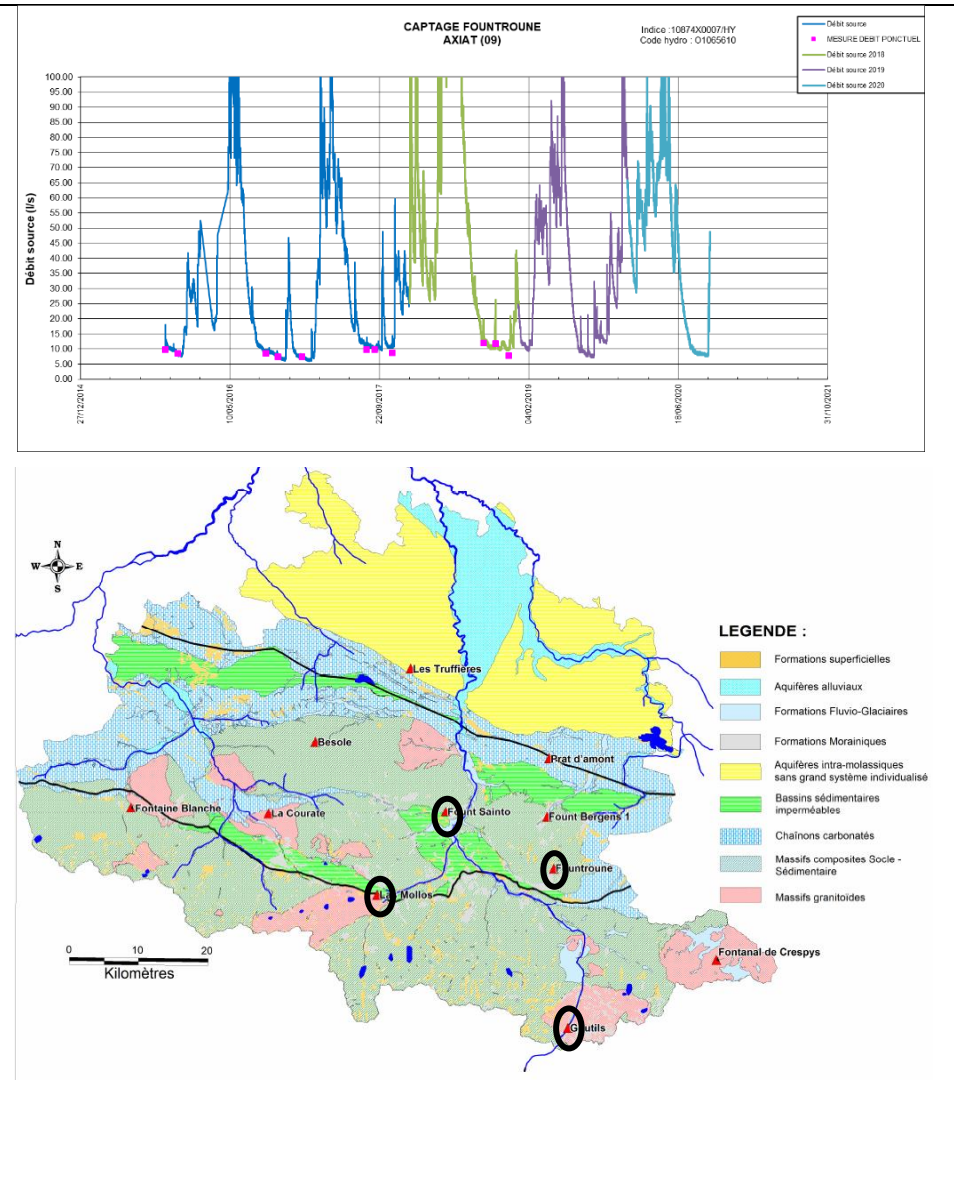 CAPTAGE FOUNTROUNE
AXIAT (09)
Indice :10874X0007/HY
Code hydro : O1065610
Débit source
MESURE DEBIT PONCTUEL
Débit source 2018
Débit source 2019
Débit source 2020
Débit source (l/s)
100.00
95.00
90.00
85.00
80.00
75.00
70.00
65.00
60.00
55.00
50.00
45.00
40.00
35.00
30.00
25.00
20.00
15.00
10.00
5.00
0.00
27/12/2014
10/05/2016
22/09/2017
04/02/2019
18/06/2020
31/10/2021
N
W E
S
Les Truffières
Besole
Prat d'amont
Fontaine Blanche
La Courate
Fount Sainto
Fount Bergens 1
Fountroune
Las Mollos
Fontanal de Crespys
Goutils
0 10 20
Kilomètres
LEGENDE :
Formations superficielles
Aquifères alluviaux
Formations Fluvio-Glaciaires
Formations Morainiques
Aquifères intra-molassiques
sans grand système individualisé
Bassins sédimentaires
imperméables
Chaînons carbonatés
Massifs composites Socle -
Sédimentaire
Massifs granitoïdes